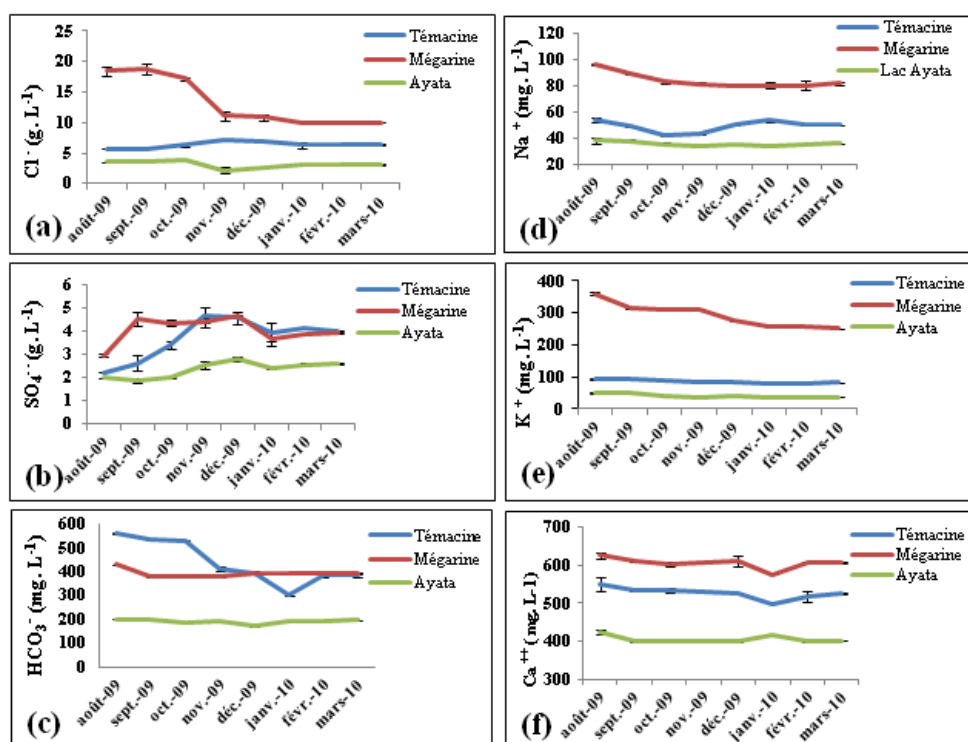 Cl⁻ (g. L⁻¹)
25
20
15
10
5
0
Témacine
Mégarine
Ayata
août-09
sept.-09
oct.-09
nov.-09
déc.-09
janv.-10
févr.-10
mars-10
(a)
Na ⁺ (mg. L⁻¹)
120
100
80
60
40
20
Témacine
Mégarine
Lac Ayata
août-09
sept.-09
oct.-09
nov.-09
déc.-09
janv.-10
févr.-10
mars-10
(d)
SO₄⁻⁻ (g. L⁻¹)
6
5
4
3
2
1
0
Témacine
Mégarine
Ayata
août-09
sept.-09
oct.-09
nov.-09
déc.-09
janv.-10
févr.-10
mars-10
(b)
K ⁺ (mg. L⁻¹)
400
300
200
100
0
Témacine
Mégarine
Ayata
août-09
sept.-09
oct.-09
nov.-09
déc.-09
janv.-10
févr.-10
mars-10
(e)
HCO₃⁻ (mg. L⁻¹)
600
500
400
300
200
100
0
Témacine
Mégarine
Ayata
août-09
sept.-09
oct.-09
nov.-09
déc.-09
janv.-10
févr.-10
mars-10
(c)
Ca ⁺⁺ (mg. L-1)
700
600
500
400
300
Témacine
Mégarine
Ayata
août-09
sept.-09
oct.-09
nov.-09
déc.-09
janv.-10
févr.-10
mars-10
(f)